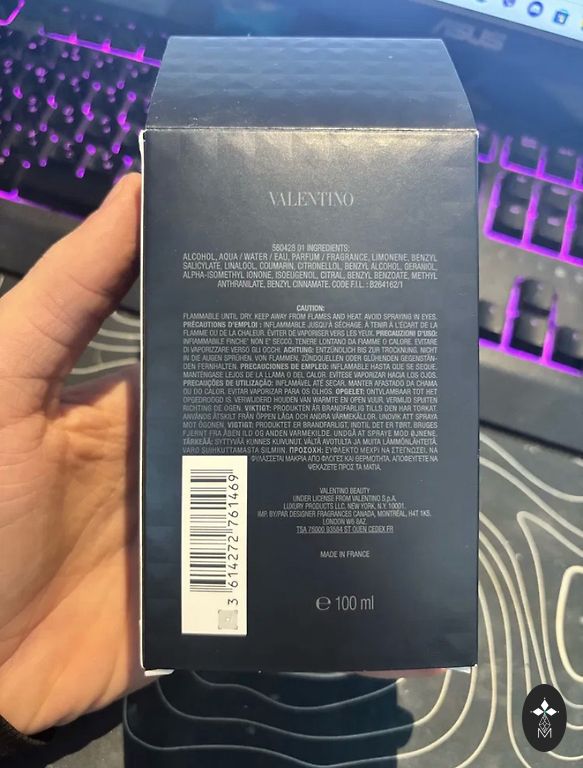 ASUS
VALENTINO
560428 01 INGREDIENTS:
ALCOHOL, AQUA / WATER / EAU, PARFUM / FRAGRANCE, LIMONENE, BENZYL
SALICYLATE, LINALOOL, COUMARIN, CITRONELLOL, BENZYL ALCOHOL, GERANIOL,
ALPHA-ISOMETHYL IONONE, ISOEUGENOL, CITRAL, BENZYL BENZOATE, METHYL
ANTHRANILATE, BENZYL CINNAMATE. CODE F.I.L. : B264162/1
CAUTION:
FLAMMABLE UNTIL DRY. KEEP AWAY FROM FLAMES AND HEAT. AVOID SPRAYING IN EYES.
PRÉCAUTIONS D'EMPLOI : INFLAMMABLE JUSQU'À SÉCHAGE. À TENIR À L'ÉCART DE LA
FLAMME OU DE LA CHALEUR. ÉVITER DE VAPORISER VERS LES YEUX. PRECAUZIONI D'USO:
INFIAMMABILE FINCHE' NON E' SECCO. TENERE LONTANO DA FIAMME O CALORE. EVITARE
DI VAPORIZZARE VERSO GLI OCCHI. ACHTUNG: ENTZÜNDLICH BIS ZUR TROCKNUNG. NICHT
IN DIE AUGEN SPRÜHEN. VON FLAMMEN, ZÜNDQUELLEN ODER GLÜHENDEN GEGENSTÄN-
DEN FERNHALTEN. PRECAUCIONES DE EMPLEO: INFLAMABLE HASTA QUE SE SEQUE.
MANTÉNGASE LEJOS DE LA LLAMA O DEL CALOR. EVÍTESE VAPORIZAR HACIA LOS OJOS.
PRECAUÇÕES DE UTILIZAÇÃO: INFLAMÁVEL ATÉ SECAR. MANTER AFASTADO DA CHAMA
OU DO CALOR. EVITAR VAPORIZAR PARA OS OLHOS. OPGELET: ONTVLAMBAAR TOT HET
OPGEDROOGD IS. VERWIJDERD HOUDEN VAN WARMTE EN OPEN VUUR. VERMIJD SPUITEN
RICHTING DE OGEN. VIKTIGT: PRODUKTEN ÄR BRANDFARLIG TILLS DEN HAR TORKAT.
ANVÄNDS ÅTSKILT FRÅN ÖPPEN LÅGA OCH ANDRA VÄRMEKÄLLOR. UNDVIK ATT SPRAYA
MOT ÖGONEN. VIGTIGT: PRODUKTET ER BRANDFARLIGT, INDTIL DET ER TØRT. BRUGES
FJERNT FRA ÅBEN ILD OG ANDEN VARMEKILDE. UNDGÅ AT SPRAY MOD ØJNENE.
TÄRKEÄÄ: SYTTYVÄÄ KUNNES KUIVUNUT. VÄLTÄ AVOTULTA JA MUITA LÄMMÖNLÄHTEITÄ.
VARO SUIHKUTTAMASTA SILMIIN. ΠΡΟΣΟΧΗ: ΕΥΦΛΕΚΤΟ ΜΕΧΡΙ ΝΑ ΣΤΕΓΝΩΣΕΙ, ΝΑ
ΦΥΛΑΣΣΕΤΑΙ ΜΑΚΡΙΑ ΑΠΟ ΦΛΟΓΕΣ ΚΑΙ ΘΕΡΜΟΤΗΤΑ. ΑΠΟΦΕΥΓΕΤΕ ΝΑ
ΨΕΚΑΖΕΤΕ ΠΡΟΣ ΤΑ ΜΑΤΙΑ.
VALENTINO BEAUTY
UNDER LICENSE FROM VALENTINO S.p.A.
LUXURY PRODUCTS LLC, NEW YORK, N.Y. 10001.
IMP. BY/PAR DESIGNER FRAGRANCES CANADA, MONTRÉAL, H4T 1K5.
LONDON W6 8AZ.
TSA 75000 93584 ST OUEN CEDEX FR
MADE IN FRANCE
3 614272 761469
e 100 ml
M